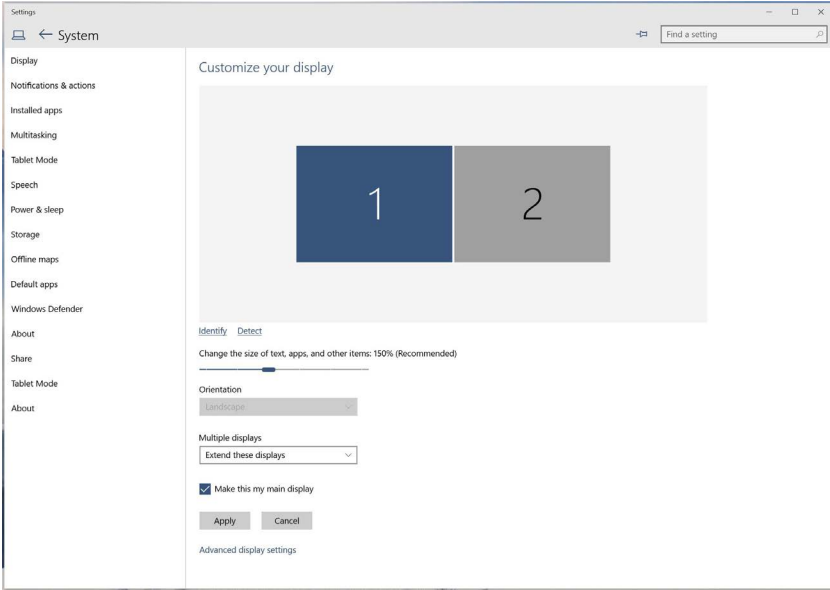 Settings
System
Find a setting
Display
Notifications & actions
Installed apps
Multitasking
Tablet Mode
Speech
Power & sleep
Storage
Offline maps
Default apps
Windows Defender
About
Share
Tablet Mode
About
Customize your display
1
2
Identify Detect
Change the size of text, apps, and other items: 150% (Recommended)
Orientation
Landscape
Multiple displays
Extend these displays
Make this my main display
Apply Cancel
Advanced display settings